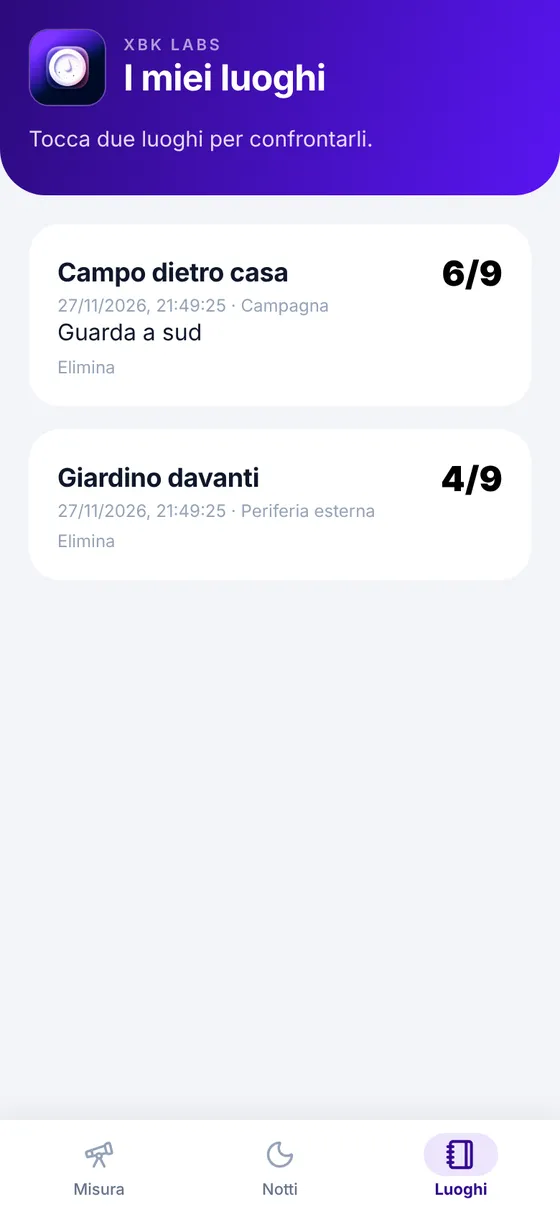 XBK LABS
I miei luoghi
Tocca due luoghi per confrontarli.
Campo dietro casa
6/9
27/11/2026, 21:49:25 · Campagna
Guarda a sud
Elimina
Giardino davanti
4/9
27/11/2026, 21:49:25 · Periferia esterna
Elimina
Misura
Notti
Luoghi